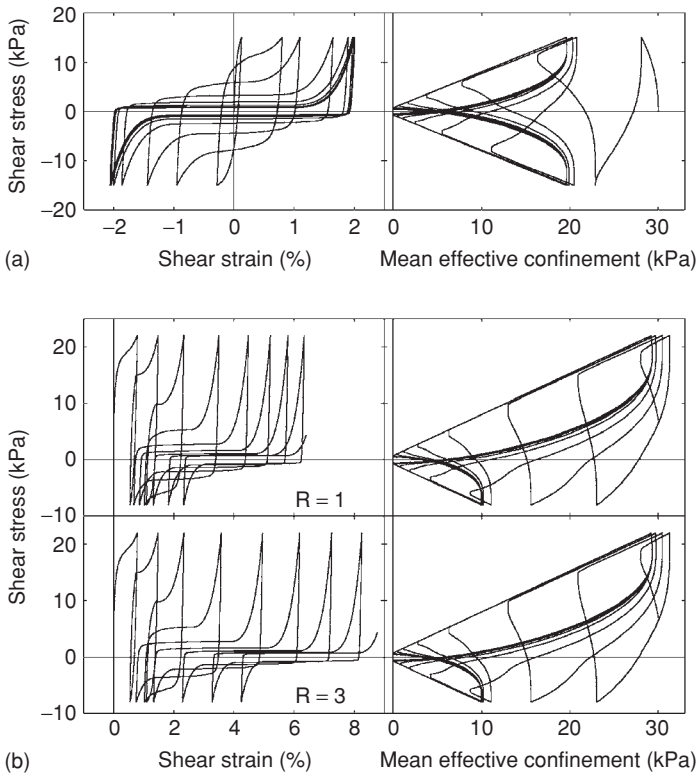 20
10
0
−10
−20
Shear stress (kPa)
−2 −1 0 1 2
0 10 20 30
(a) Shear strain (%) Mean effective confinement (kPa)
20
10
0
−10
R = 1
Shear stress (kPa)
20
10
0
−10
R = 3
0 2 4 6 8
0 10 20 30
(b) Shear strain (%) Mean effective confinement (kPa)